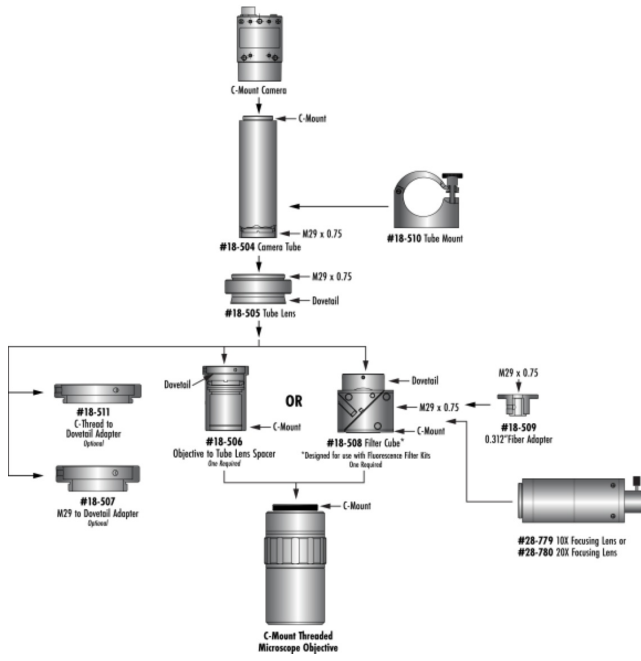 C-Mount Camera
C-Mount
M29 x 0.75
#18-504 Camera Tube
#18-510 Tube Mount
M29 x 0.75
Dovetail
#18-505 Tube Lens
#18-511
C-Thread to
Dovetail Adapter
Optional
#18-507
M29 to Dovetail Adapter
Optional
Dovetail
C-Mount
#18-506
Objective to Tube Lens Spacer
One Required
OR
Dovetail
M29 x 0.75
C-Mount
#18-508 Filter Cube*
*Designed for use with Fluorescence Filter Kits
One Required
M29 x 0.75
#18-509
0.312"Fiber Adapter
#28-779 10X Focusing Lens or
#28-780 20X Focusing Lens
C-Mount
C-Mount Threaded
Microscope Objective